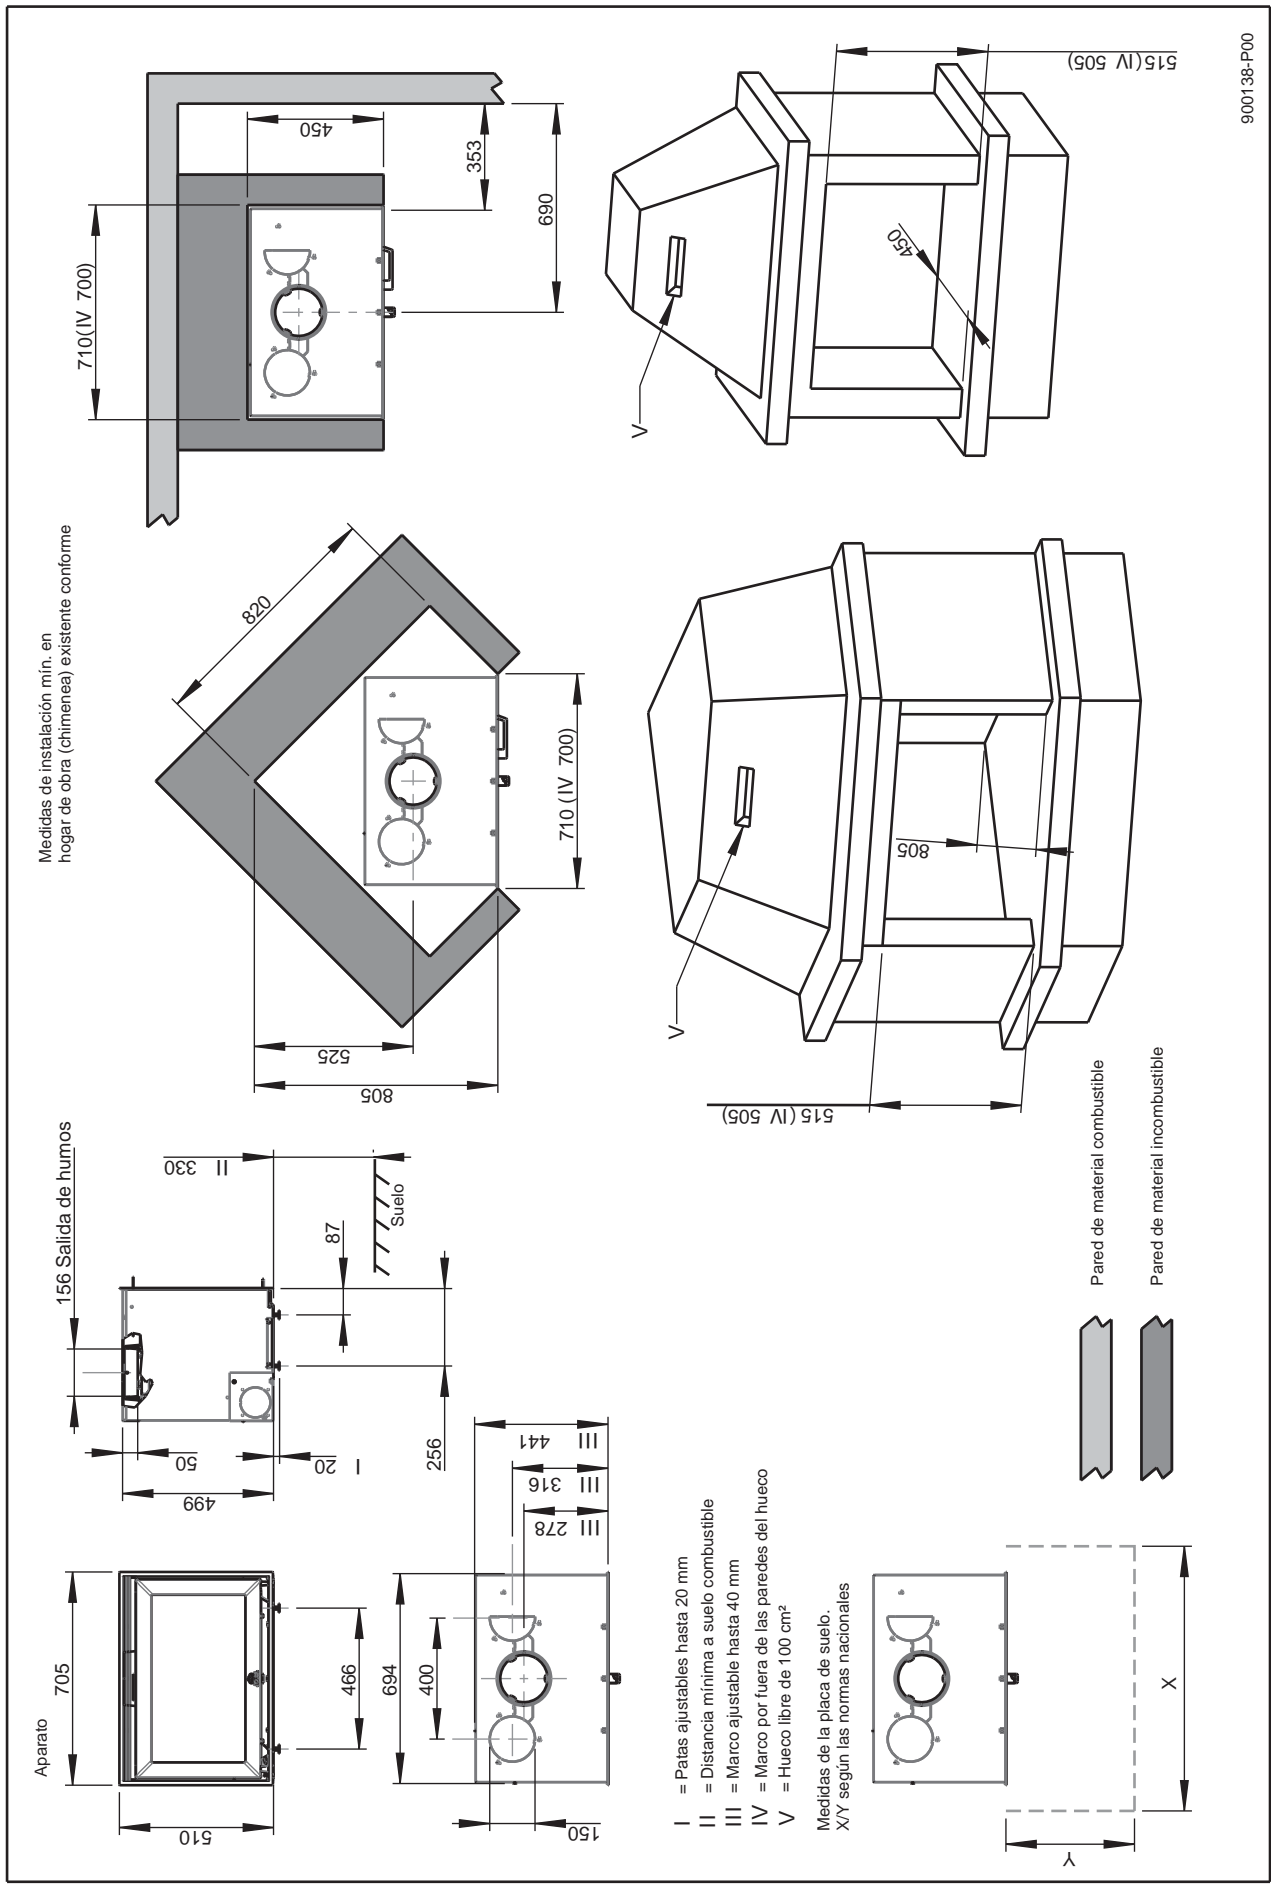 Aparato
705
510
466
156 Salida de humos
499
50
20 I
256
87
330 II
Suelo
694
400
150
278 III
316 III
441 III
I = Patas ajustables hasta 20 mm
II = Distancia mínima a suelo combustible
III = Marco ajustable hasta 40 mm
IV = Marco por fuera de las paredes del hueco
V = Hueco libre de 100 cm²
Medidas de la placa de suelo.
X/Y según las normas nacionales
X
Y
Medidas de instalación mín. en
hogar de obra (chimenea) existente conforme
820
525
805
710 (IV 700)
710(IV 700)
450
353
690
V
515 (IV 505)
805
V
515(IV 505)
450
Pared de material combustible
Pared de material incombustible
900138-P00